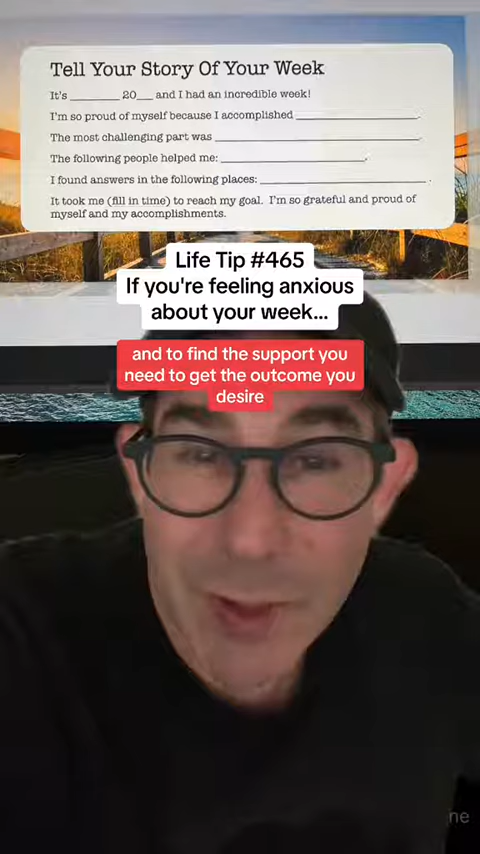 Tell Your Story Of Your Week
It's ________ 20___ and I had an incredible week!
I'm so proud of myself because I accomplished ____________________.
The most challenging part was ________________________________.
The following people helped me: ______________________.
I found answers in the following places: _________________________.
It took me (fill in time) to reach my goal. I'm so grateful and proud of
myself and my accomplishments.
Life Tip #465
If you're feeling anxious
about your week...
and to find the support you
need to get the outcome you
desire
ne